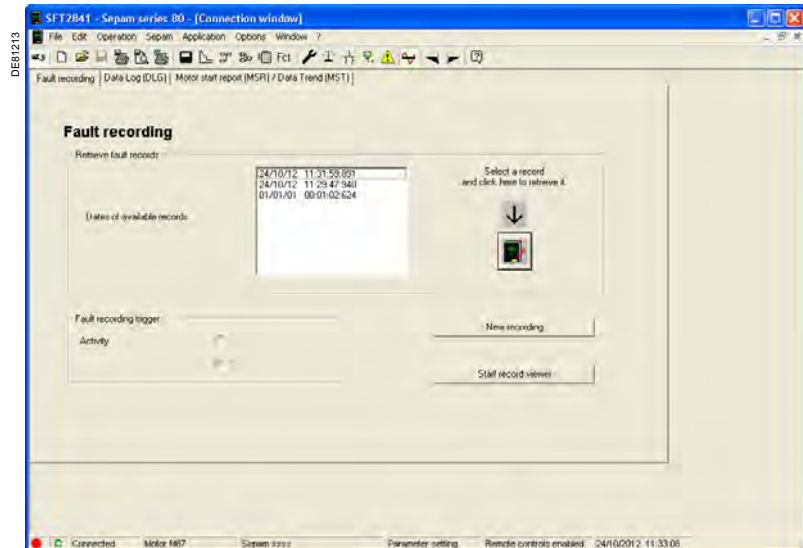 DE81213
SFT2841 - Sepam series 80 - [Connection window]
File Edit Operation Sepam Application Options Window ?
Fct
Fault recording | Data Log (DLG) | Motor start report (MSR) / Data Trend (MST) |
Fault recording
Retrieve fault records
Dates of available records
24/10/12 11:31:59:891
24/10/12 11:29:47:940
01/01/01 00:01:02:624
Select a record
and click here to retrieve it.
Fault recording trigger
Activity
New recording
Start record viewer
Connected Motor M87 Sepam xxxx Parameter setting Remote controls enabled 24/10/2012 11:33:06